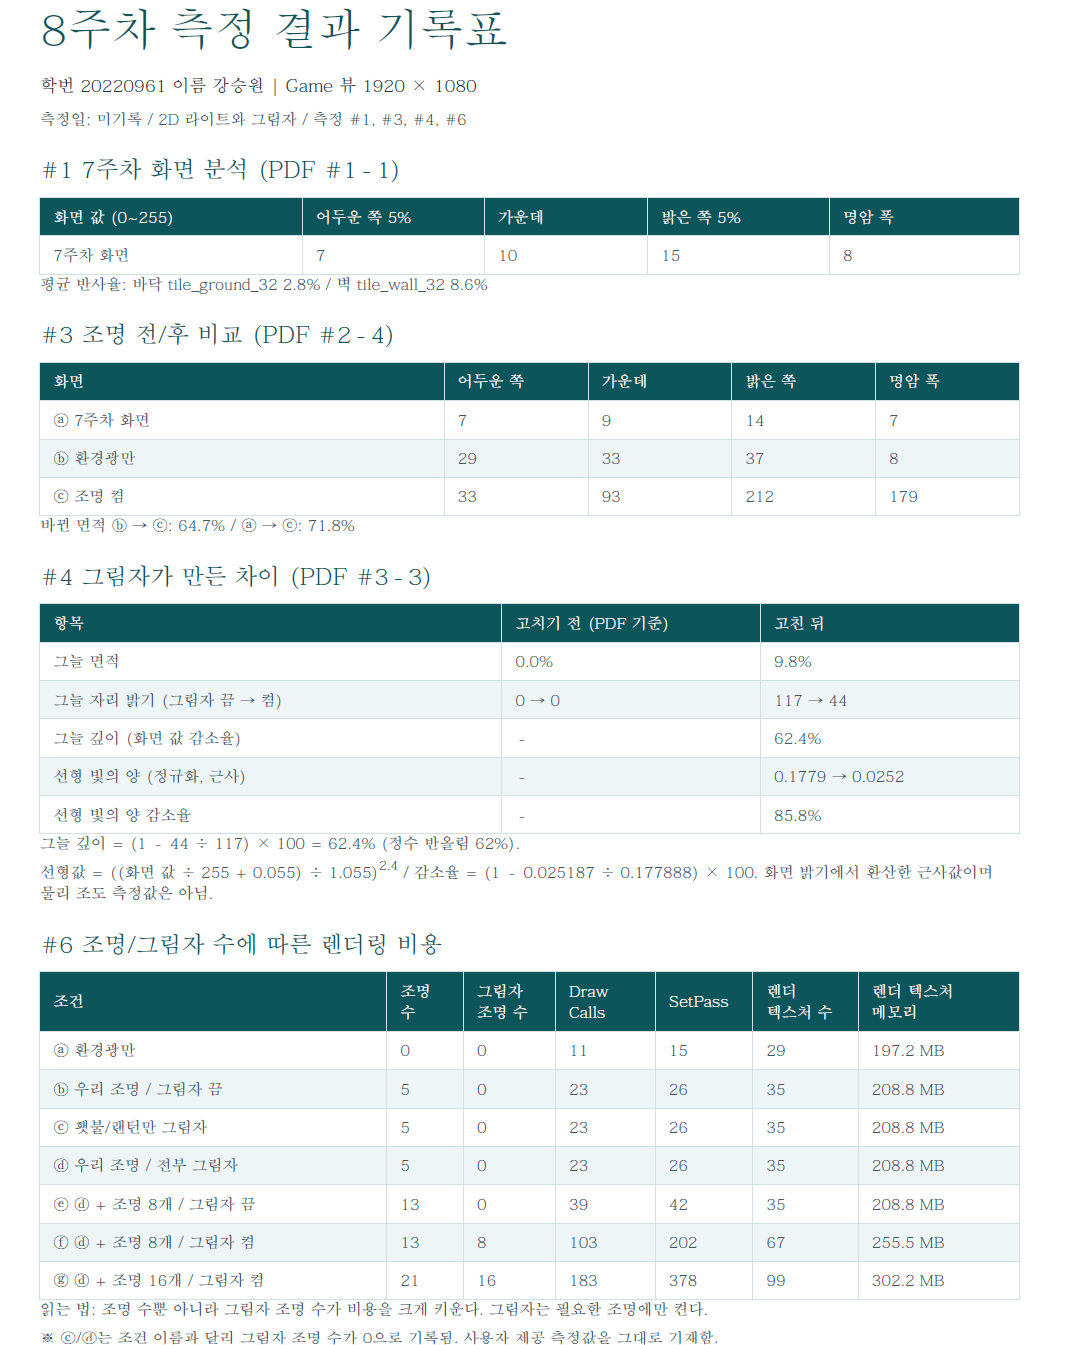 8주차 측정 결과 기록표
학번 20220961 이름 강승원 | Game 뷰 1920 × 1080
측정일: 미기록 / 2D 라이트와 그림자 / 측정 #1, #3, #4, #6
#1 7주차 화면 분석 (PDF #1-1)
화면 값 (0~255) 어두운 쪽 5% 가운데 밝은 쪽 5% 명암 폭
7주차 화면 7 10 15 8
평균 반사율: 바닥 tile_ground_32 2.8% / 벽 tile_wall_32 8.6%
#3 조명 전/후 비교 (PDF #2-4)
화면 어두운 쪽 가운데 밝은 쪽 명암 폭
ⓐ 7주차 화면 7 9 14 7
ⓑ 환경광만 29 33 37 8
ⓒ 조명 켬 33 93 212 179
바뀐 면적 ⓑ → ⓒ: 64.7% / ⓐ → ⓒ: 71.8%
#4 그림자가 만든 차이 (PDF #3-3)
항목 고치기 전 (PDF 기준) 고친 뒤
그늘 면적 0.0% 9.8%
그늘 자리 밝기 (그림자 끔 → 켬) 0 → 0 117 → 44
그늘 깊이 (화면 값 감소율) - 62.4%
선형 빛의 양 (정규화, 근사) - 0.1779 → 0.0252
선형 빛의 양 감소율 - 85.8%
그늘 깊이 = (1 - 44 ÷ 117) × 100 = 62.4% (정수 반올림 62%).
선형값 = ((화면 값 ÷ 255 + 0.055) ÷ 1.055)2.4 / 감소율 = (1 - 0.025187 ÷ 0.177888) × 100. 화면 밝기에서 환산한 근사값이며
물리 조도 측정값은 아님.
#6 조명/그림자 수에 따른 렌더링 비용
조건 조명 수 그림자 조명 수 Draw Calls SetPass 렌더 텍스처 수 렌더 텍스처 메모리
ⓐ 환경광만 0 0 11 15 29 197.2 MB
ⓑ 우리 조명 / 그림자 끔 5 0 23 26 35 208.8 MB
ⓒ 횃불/랜턴만 그림자 5 0 23 26 35 208.8 MB
ⓓ 우리 조명 / 전부 그림자 5 0 23 26 35 208.8 MB
ⓔ ⓓ + 조명 8개 / 그림자 끔 13 0 39 42 35 208.8 MB
ⓕ ⓓ + 조명 8개 / 그림자 켬 13 8 103 202 67 255.5 MB
ⓖ ⓓ + 조명 16개 / 그림자 켬 21 16 183 378 99 302.2 MB
읽는 법: 조명 수뿐 아니라 그림자 조명 수가 비용을 크게 키운다. 그림자는 필요한 조명에만 켠다.
※ ⓒ/ⓓ는 조건 이름과 달리 그림자 조명 수가 0으로 기록됨. 사용자 제공 측정값을 그대로 기재함.